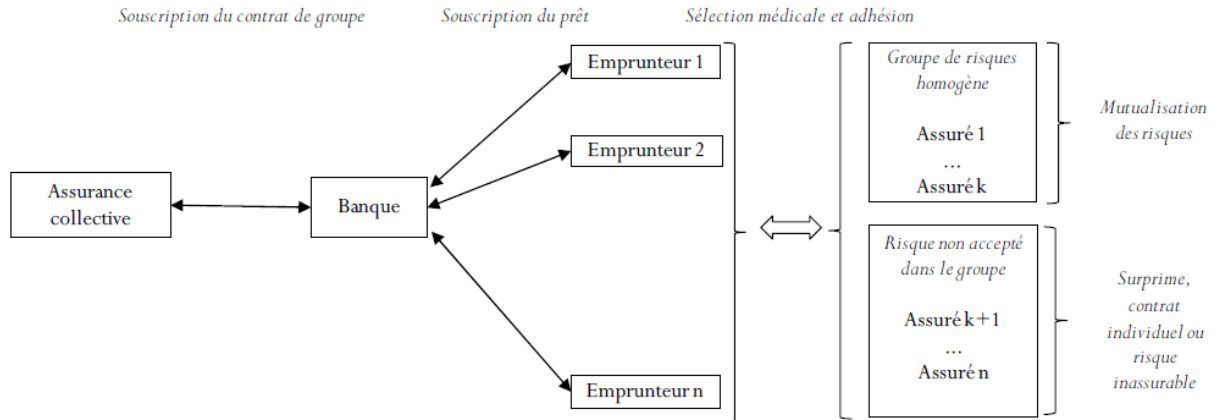 Souscription du contrat de groupe
Souscription du prêt
Sélection médicale et adhésion
Assurance
collective
Banque
Emprunteur 1
Emprunteur 2
Emprunteur n
Groupe de risques
homogène
Assuré 1
...
Assuré k
Mutualisation
des risques
Risque non accepté
dans le groupe
Assuré k+1
...
Assuré n
Surprime,
contrat
individuel ou
risque
inassurable